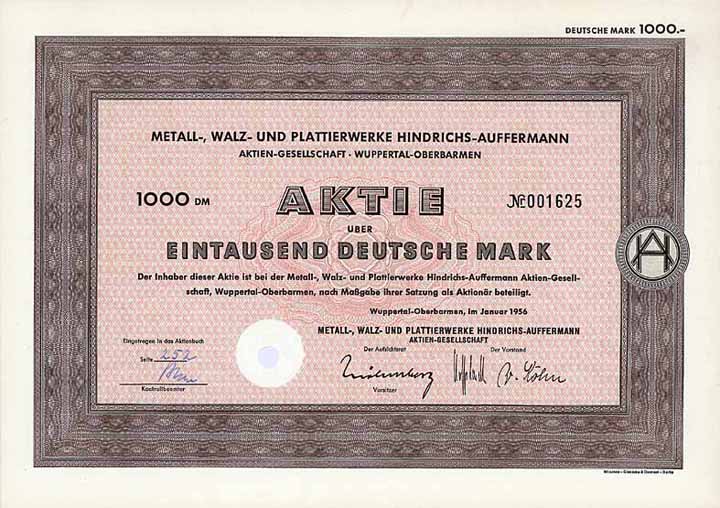 DEUTSCHE MARK 1000.-
METALL-, WALZ- UND PLATTIERWERKE HINDRICHS-AUFFERMANN
AKTIEN-GESELLSCHAFT · WUPPERTAL-OBERBARMEN
1000 DM
AKTIE
№ 001625
ÜBER
EINTAUSEND DEUTSCHE MARK
Der Inhaber dieser Aktie ist bei der Metall-, Walz- und Plattierwerke Hindrichs-Auffermann Aktien-Gesell-
schaft, Wuppertal-Oberbarmen, nach Maßgabe ihrer Satzung als Aktionär beteiligt.
Wuppertal-Oberbarmen, im Januar 1956
METALL-, WALZ- UND PLATTIERWERKE HINDRICHS-AUFFERMANN
AKTIEN-GESELLSCHAFT
Eingetragen in das Aktienbuch
Der Aufsichtsrat
Der Vorstand
Seite 252
Kontrollbeamter
Vorsitzer